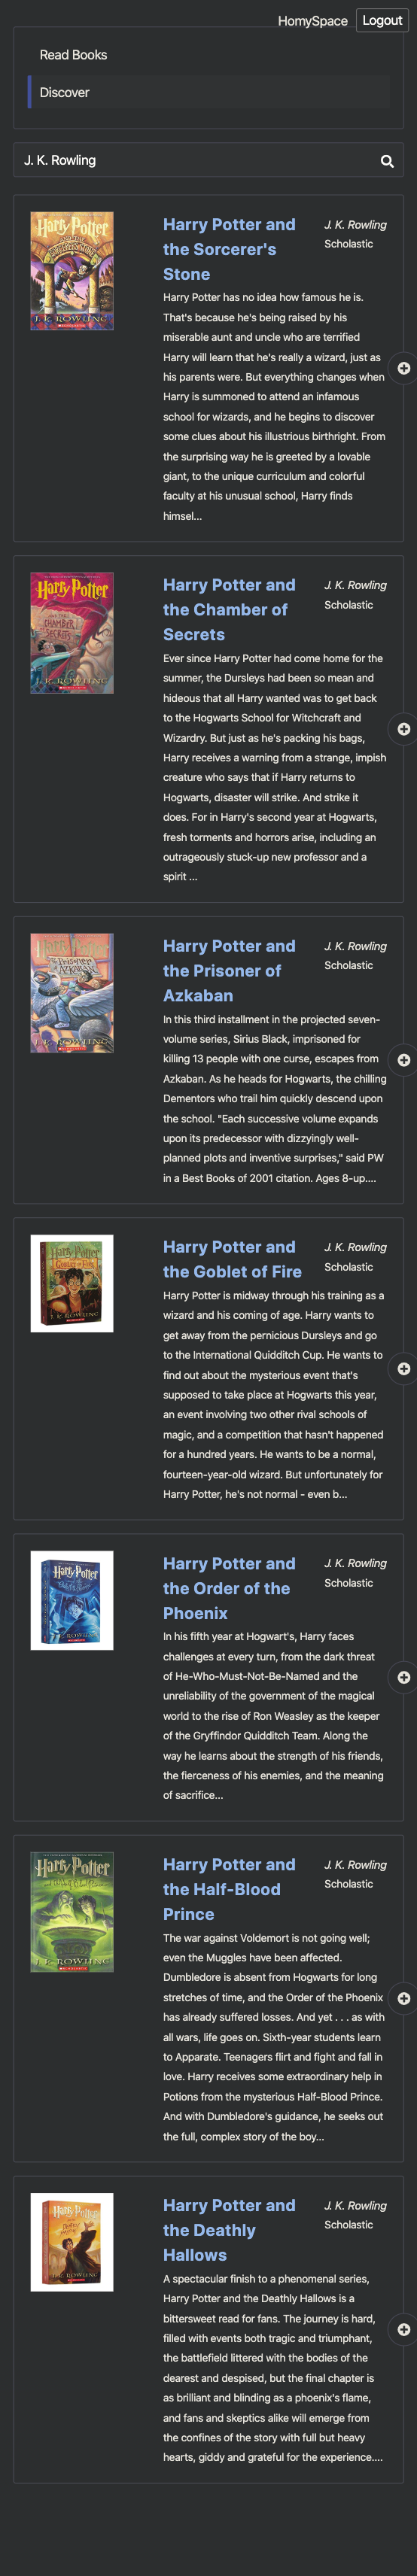 HomySpace Logout
Read Books
Discover
J. K. Rowling
Harry Potter
J. K. ROWLING
Harry Potter and
the Sorcerer's
Stone
J. K. Rowling
Scholastic
Harry Potter has no idea how famous he is.
That's because he's being raised by his
miserable aunt and uncle who are terrified
Harry will learn that he's really a wizard, just as
his parents were. But everything changes when
Harry is summoned to attend an infamous
school for wizards, and he begins to discover
some clues about his illustrious birthright. From
the surprising way he is greeted by a lovable
giant, to the unique curriculum and colorful
faculty at his unusual school, Harry finds
himsel...
Harry Potter
CHAMBER
SECRETS
J. K. ROWLING
Harry Potter and
the Chamber of
Secrets
J. K. Rowling
Scholastic
Ever since Harry Potter had come home for the
summer, the Dursleys had been so mean and
hideous that all Harry wanted was to get back
to the Hogwarts School for Witchcraft and
Wizardry. But just as he's packing his bags,
Harry receives a warning from a strange, impish
creature who says that if Harry returns to
Hogwarts, disaster will strike. And strike it
does. For in Harry's second year at Hogwarts,
fresh torments and horrors arise, including an
outrageously stuck-up new professor and a
spirit ...
Harry Potter
Prisoner
AZKABAN
J. K. ROWLING
Harry Potter and
the Prisoner of
Azkaban
J. K. Rowling
Scholastic
In this third installment in the projected seven-
volume series, Sirius Black, imprisoned for
killing 13 people with one curse, escapes from
Azkaban. As he heads for Hogwarts, the chilling
Dementors who trail him quickly descend upon
the school. "Each successive volume expands
upon its predecessor with dizzyingly well-
planned plots and inventive surprises," said PW
in a Best Books of 2001 citation. Ages 8-up....
Harry Potter
GOBLET OF FIRE
J. K. ROWLING
Harry Potter and
the Goblet of Fire
J. K. Rowling
Scholastic
Harry Potter is midway through his training as a
wizard and his coming of age. Harry wants to
get away from the pernicious Dursleys and go
to the International Quidditch Cup. He wants to
find out about the mysterious event that's
supposed to take place at Hogwarts this year,
an event involving two other rival schools of
magic, and a competition that hasn't happened
for a hundred years. He wants to be a normal,
fourteen-year-old wizard. But unfortunately for
Harry Potter, he's not normal - even b...
Harry Potter
J. K. ROWLING
Harry Potter and
the Order of the
Phoenix
J. K. Rowling
Scholastic
In his fifth year at Hogwart's, Harry faces
challenges at every turn, from the dark threat
of He-Who-Must-Not-Be-Named and the
unreliability of the government of the magical
world to the rise of Ron Weasley as the keeper
of the Gryffindor Quidditch Team. Along the
way he learns about the strength of his friends,
the fierceness of his enemies, and the meaning
of sacrifice...
Harry Potter
J. K. ROWLING
Harry Potter and
the Half-Blood
Prince
J. K. Rowling
Scholastic
The war against Voldemort is not going well;
even the Muggles have been affected.
Dumbledore is absent from Hogwarts for long
stretches of time, and the Order of the Phoenix
has already suffered losses. And yet . . . as with
all wars, life goes on. Sixth-year students learn
to Apparate. Teenagers flirt and fight and fall in
love. Harry receives some extraordinary help in
Potions from the mysterious Half-Blood Prince.
And with Dumbledore's guidance, he seeks out
the full, complex story of the boy...
Harry Potter
J. K. ROWLING
Harry Potter and
the Deathly
Hallows
J. K. Rowling
Scholastic
A spectacular finish to a phenomenal series,
Harry Potter and the Deathly Hallows is a
bittersweet read for fans. The journey is hard,
filled with events both tragic and triumphant,
the battlefield littered with the bodies of the
dearest and despised, but the final chapter is
as brilliant and blinding as a phoenix's flame,
and fans and skeptics alike will emerge from
the confines of the story with full but heavy
hearts, giddy and grateful for the experience....